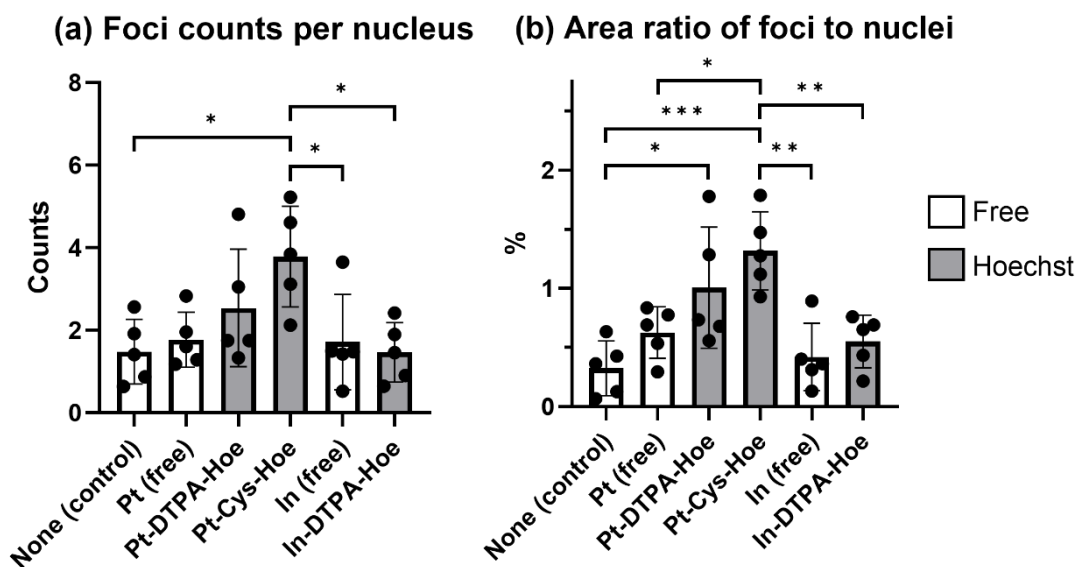 (a) Foci counts per nucleus
Counts
8
6
4
2
0
*
*
*
None (control)
Pt (free)
Pt-DTPA-Hoe
Pt-Cys-Hoe
In (free)
In-DTPA-Hoe
(b) Area ratio of foci to nuclei
%
2
1
0
*
***
**
*
**
None (control)
Pt (free)
Pt-DTPA-Hoe
Pt-Cys-Hoe
In (free)
In-DTPA-Hoe
Free
Hoechst